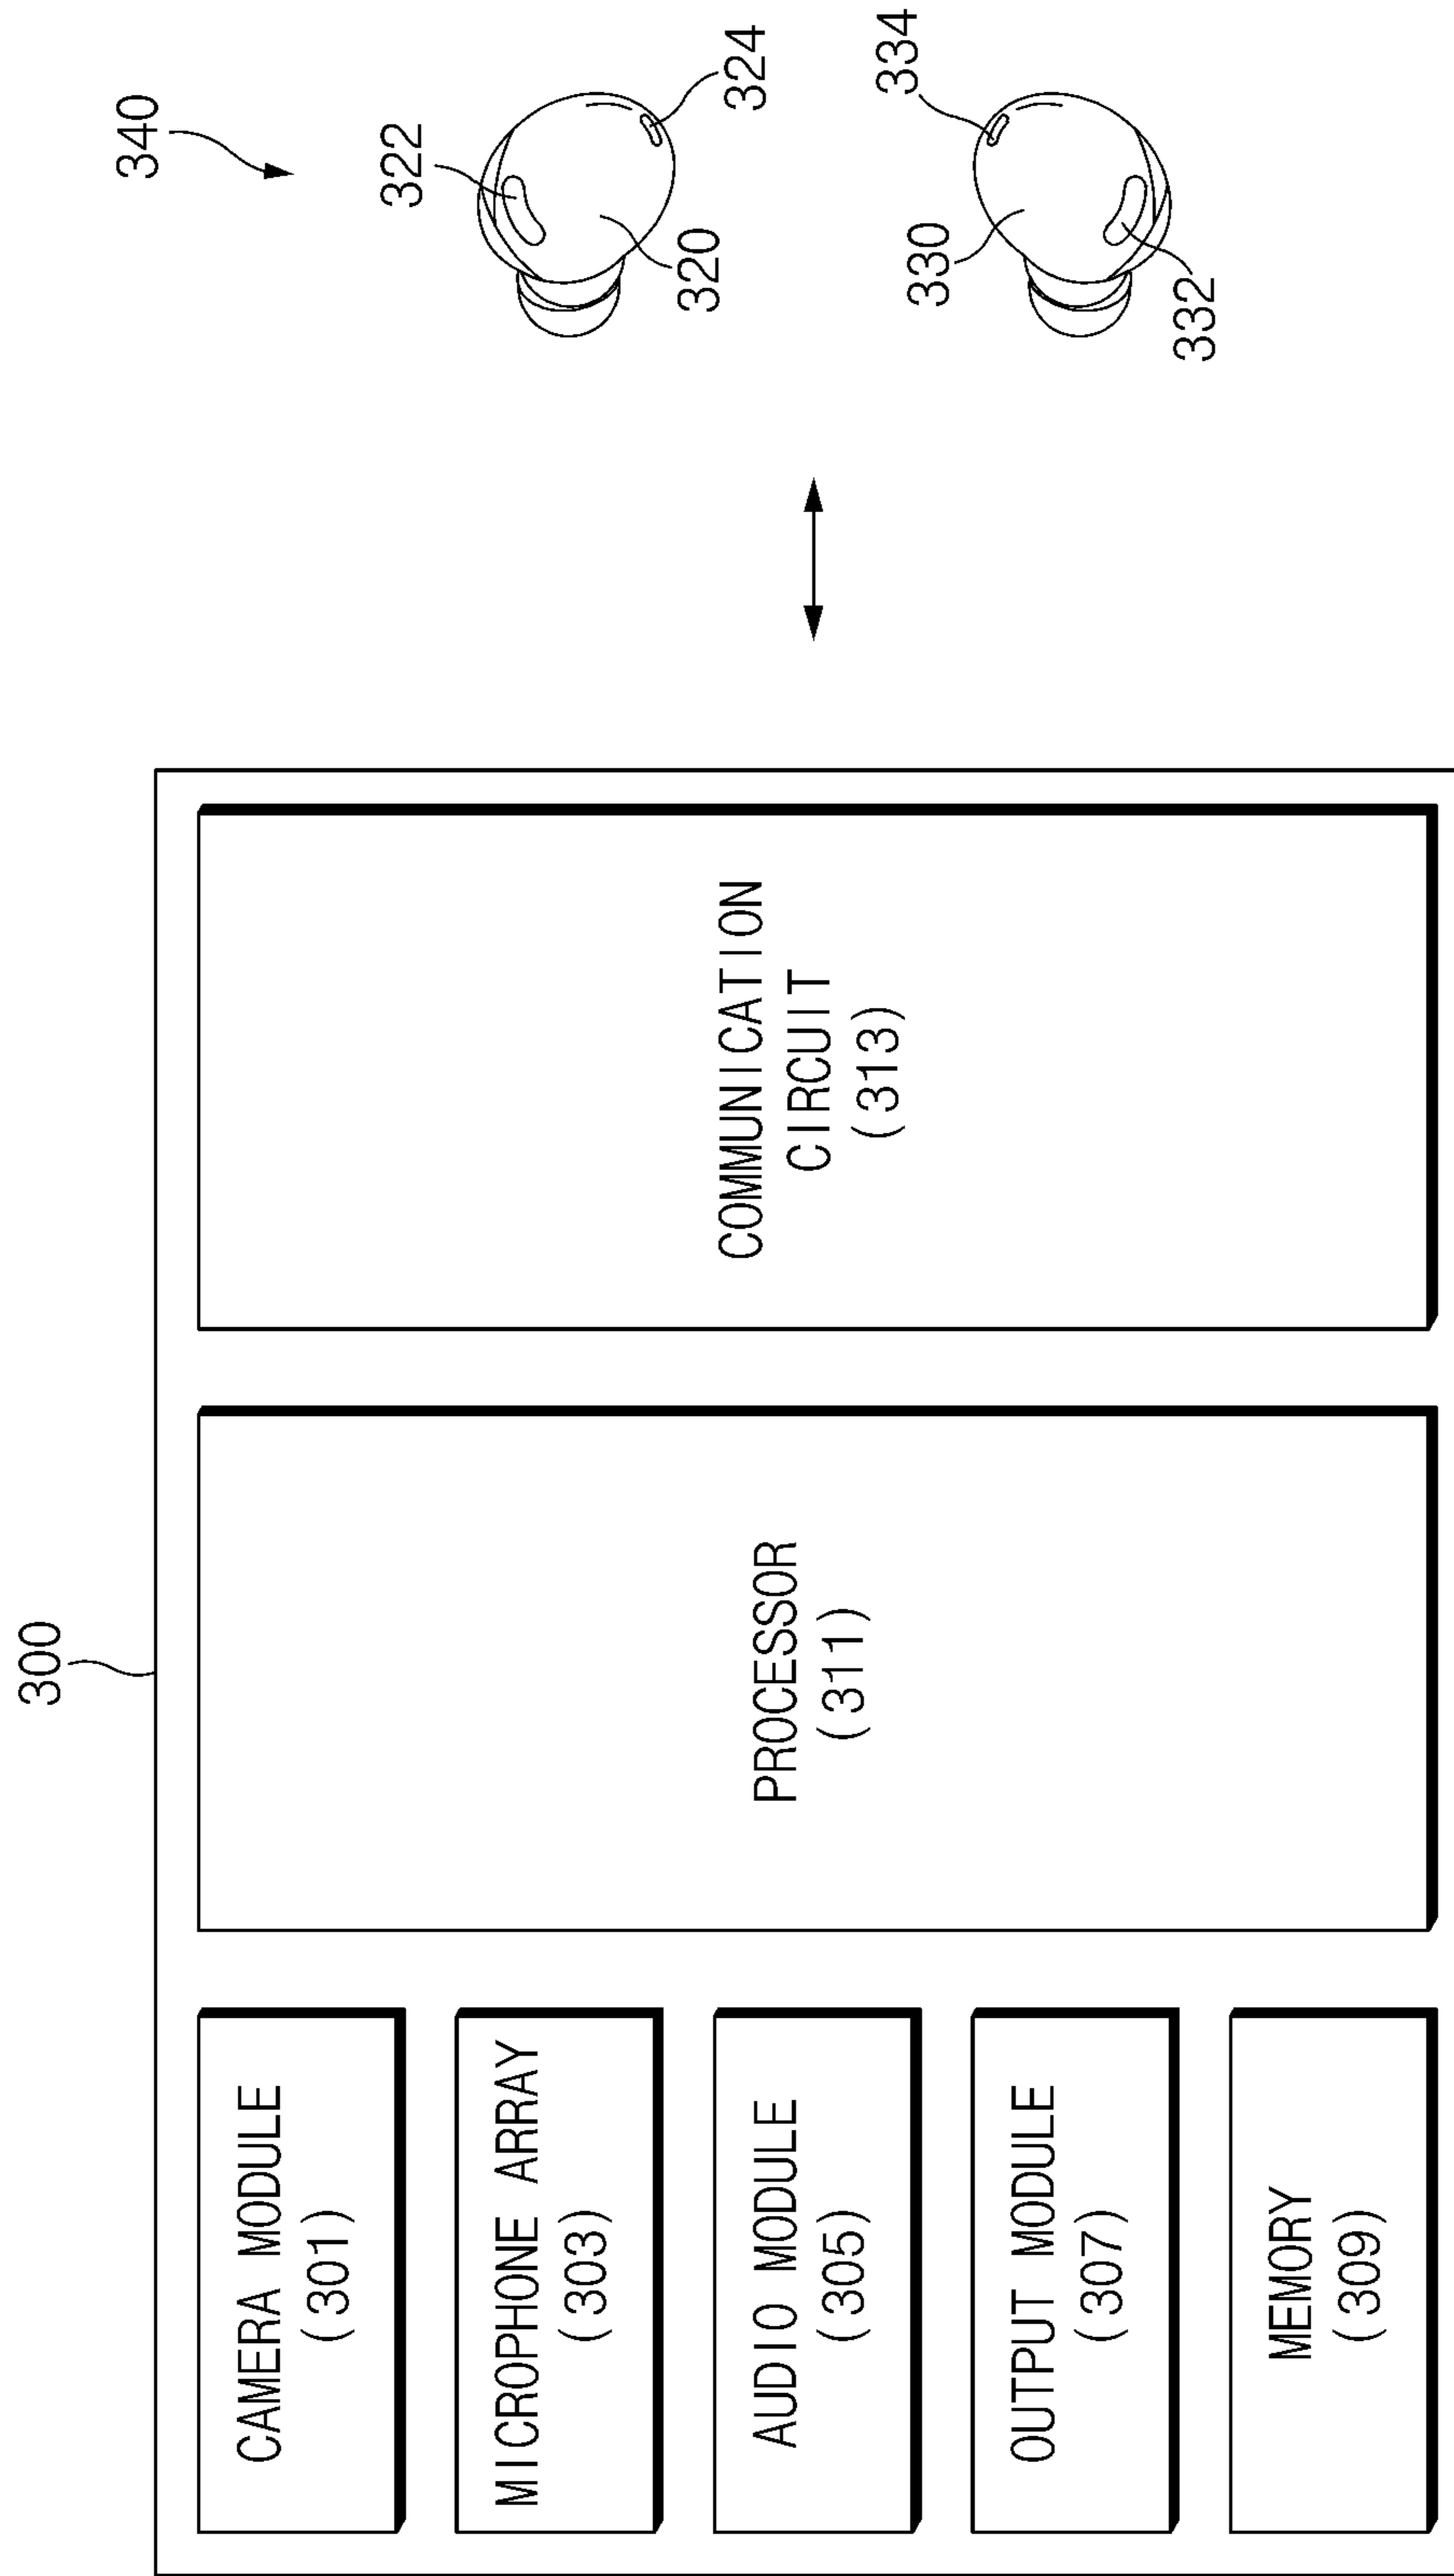 300
CAMERA MODULE
(301)
MICROPHONE ARRAY
(303)
AUDIO MODULE
(305)
OUTPUT MODULE
(307)
MEMORY
(309)
PROCESSOR
(311)
COMMUNICATION
CIRCUIT
(313)
340
322
320
324
334
330
332